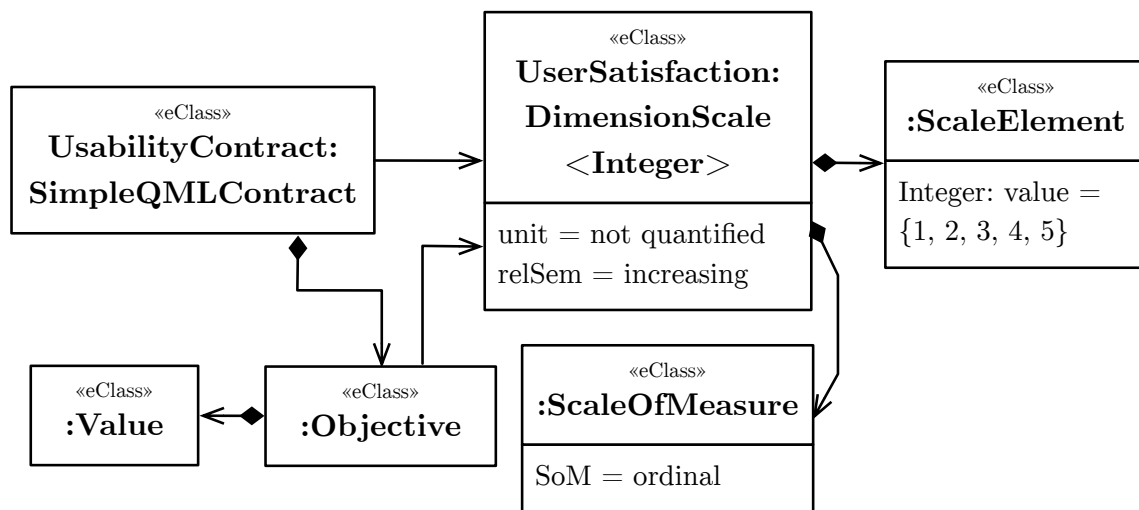 «eClass»
UsabilityContract:
SimpleQMLContract
«eClass»
UserSatisfaction:
DimensionScale
<Integer>
unit = not quantified
relSem = increasing
«eClass»
:ScaleElement
Integer: value =
{1, 2, 3, 4, 5}
«eClass»
:Value
«eClass»
:Objective
«eClass»
:ScaleOfMeasure
SoM = ordinal